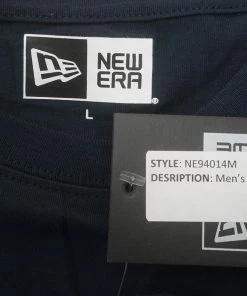 NEW
ERA®
L
STYLE: NE94014M
DESRIPTION: Men's